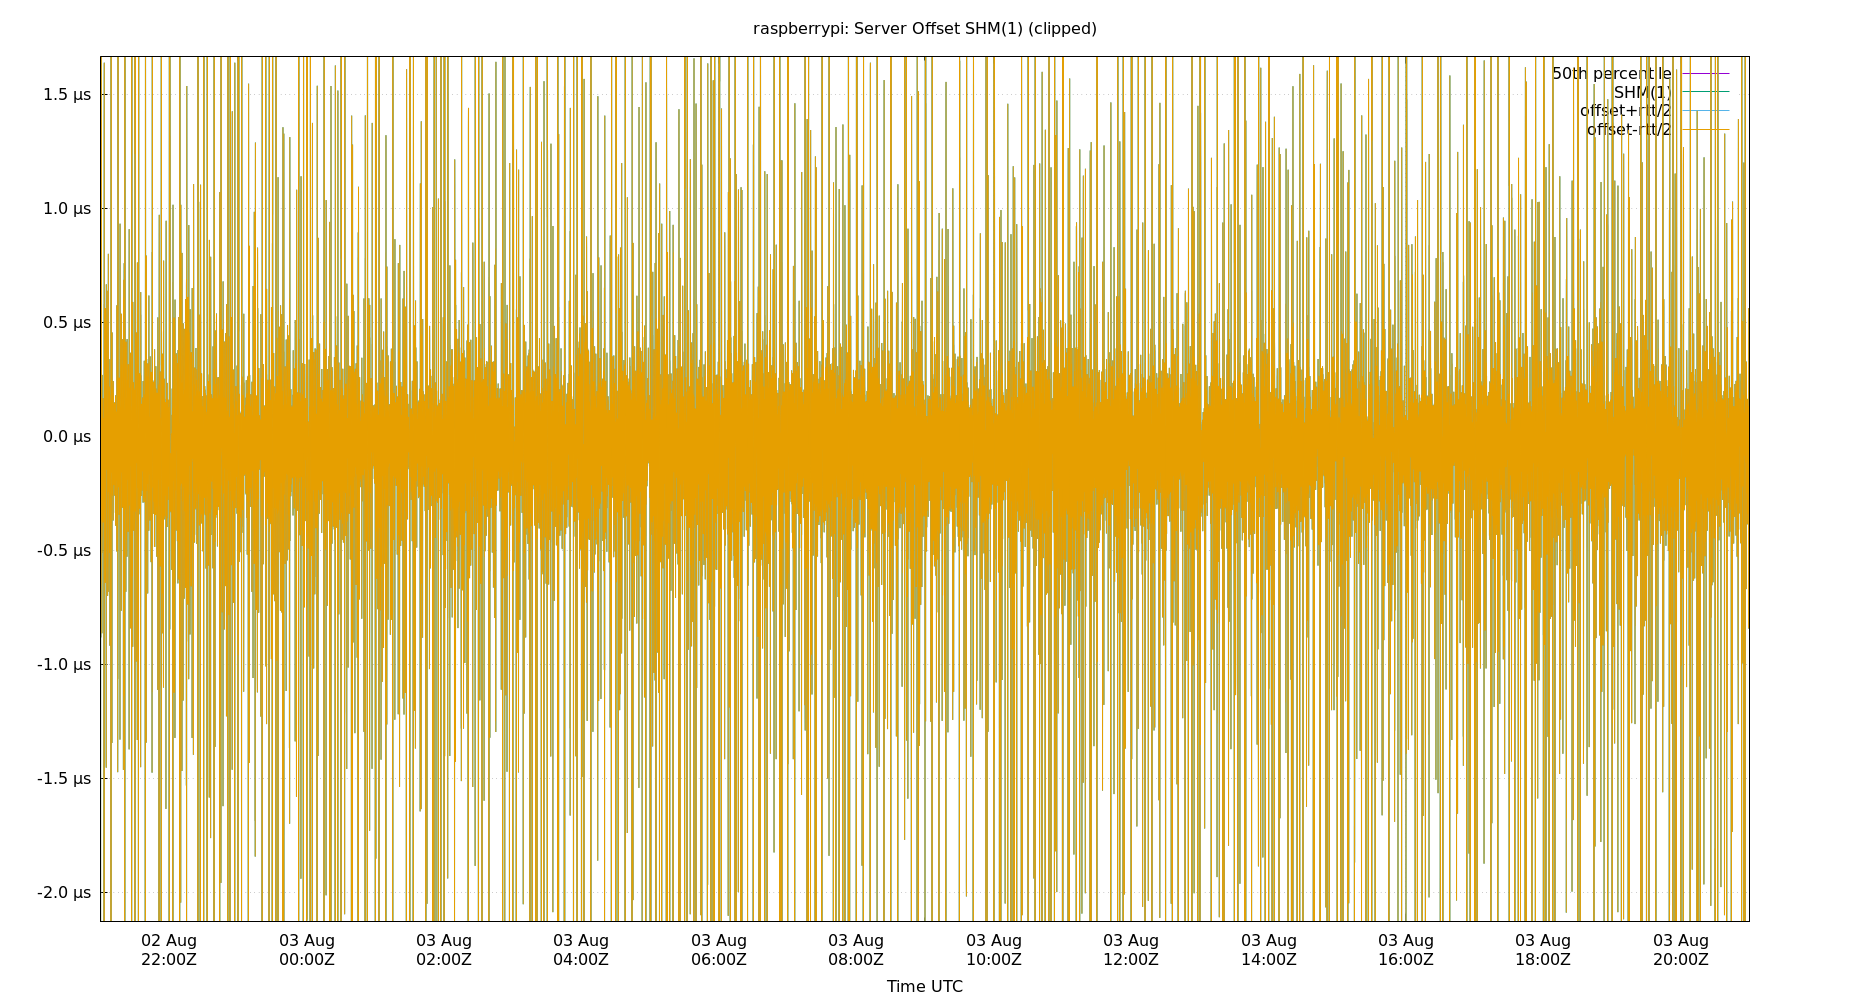 raspberrypi: Server Offset SHM(1) (clipped)
50th percentile
SHM(1)
offset+rtt/2
offset-rtt/2
1.5 µs
1.0 µs
0.5 µs
0.0 µs
-0.5 µs
-1.0 µs
-1.5 µs
-2.0 µs
02 Aug 03 Aug 03 Aug 03 Aug 03 Aug 03 Aug 03 Aug 03 Aug 03 Aug 03 Aug 03 Aug 03 Aug
22:00Z 00:00Z 02:00Z 04:00Z 06:00Z 08:00Z 10:00Z 12:00Z 14:00Z 16:00Z 18:00Z 20:00Z
Time UTC